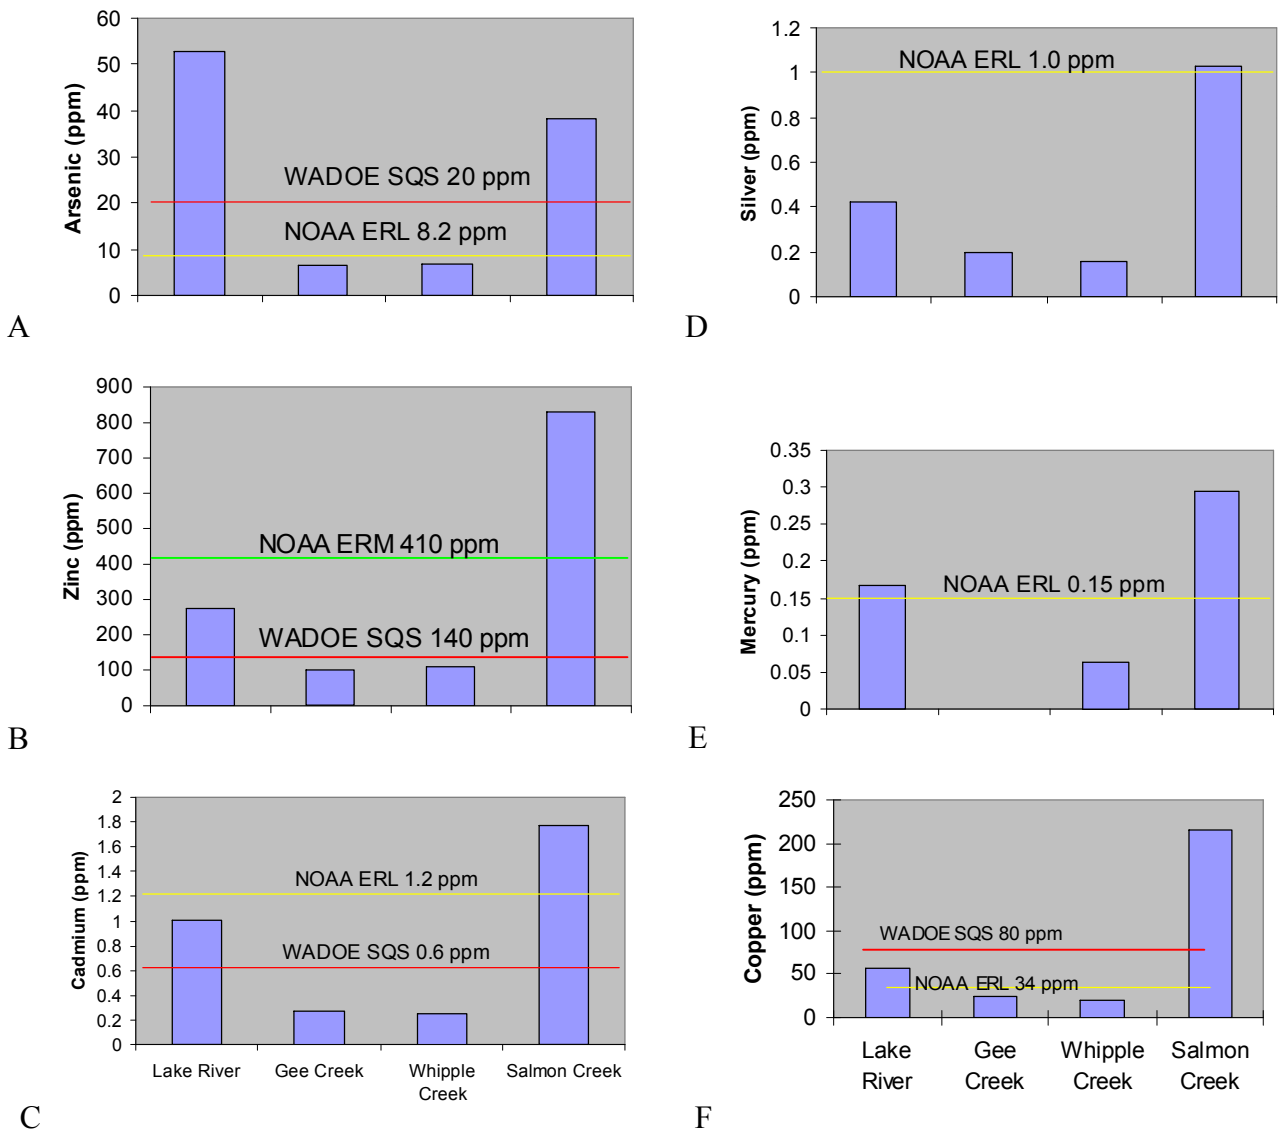 60
50
40
30
20
10
0
Arsenic (ppm)
WADOE SQS 20 ppm
NOAA ERL 8.2 ppm
A
900
800
700
600
500
400
300
200
100
0
Zinc (ppm)
NOAA ERM 410 ppm
WADOE SQS 140 ppm
B
2
1.8
1.6
1.4
1.2
1
0.8
0.6
0.4
0.2
0
Cadmium (ppm)
NOAA ERL 1.2 ppm
WADOE SQS 0.6 ppm
Lake River
Gee Creek
Whipple
Creek
Salmon Creek
C
1.2
1
0.8
0.6
0.4
0.2
0
Silver (ppm)
NOAA ERL 1.0 ppm
D
0.35
0.3
0.25
0.2
0.15
0.1
0.05
0
Mercury (ppm)
NOAA ERL 0.15 ppm
E
250
200
150
100
50
0
Copper (ppm)
WADOE SQS 80 ppm
NOAA ERL 34 ppm
Lake
River
Gee
Creek
Whipple
Creek
Salmon
Creek
F